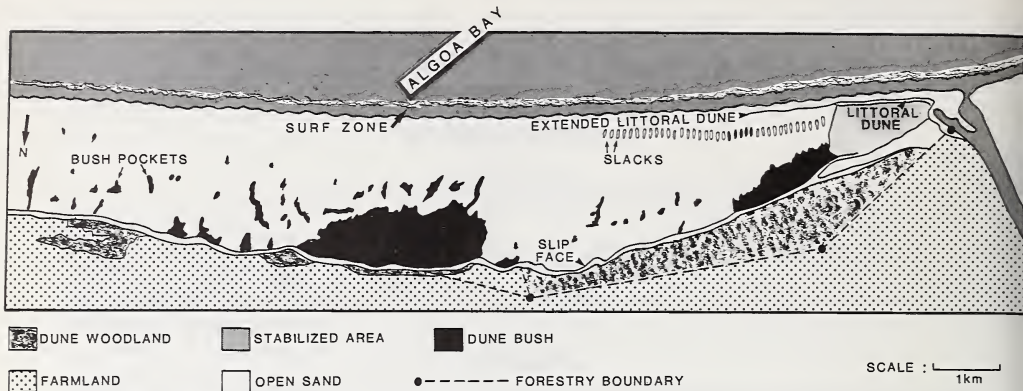 ALGOA BAY
SURF ZONE
EXTENDED LITTORAL DUNE
LITTORAL
DUNE
N
BUSH POCKETS
SLACKS
SLIP
FACE
DUNE WOODLAND
STABILIZED AREA
DUNE BUSH
FARMLAND
OPEN SAND
FORESTRY BOUNDARY
SCALE :
1km